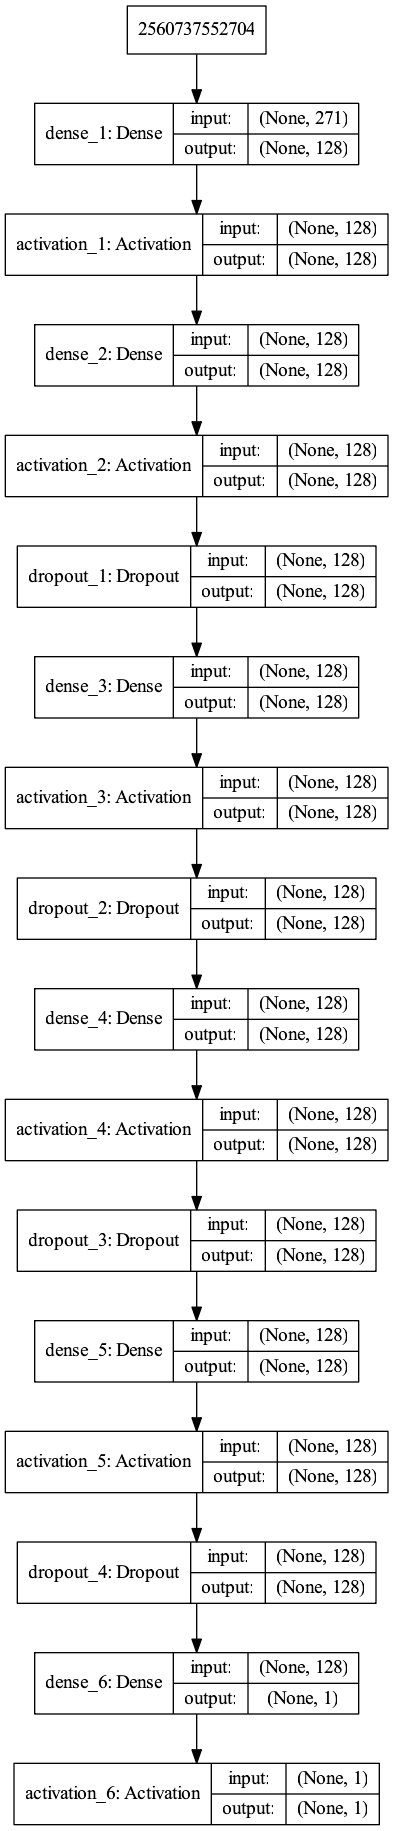 2560737552704
dense_1: Dense
input: (None, 271)
output: (None, 128)
activation_1: Activation
input: (None, 128)
output: (None, 128)
dense_2: Dense
input: (None, 128)
output: (None, 128)
activation_2: Activation
input: (None, 128)
output: (None, 128)
dropout_1: Dropout
input: (None, 128)
output: (None, 128)
dense_3: Dense
input: (None, 128)
output: (None, 128)
activation_3: Activation
input: (None, 128)
output: (None, 128)
dropout_2: Dropout
input: (None, 128)
output: (None, 128)
dense_4: Dense
input: (None, 128)
output: (None, 128)
activation_4: Activation
input: (None, 128)
output: (None, 128)
dropout_3: Dropout
input: (None, 128)
output: (None, 128)
dense_5: Dense
input: (None, 128)
output: (None, 128)
activation_5: Activation
input: (None, 128)
output: (None, 128)
dropout_4: Dropout
input: (None, 128)
output: (None, 128)
dense_6: Dense
input: (None, 128)
output: (None, 1)
activation_6: Activation
input: (None, 1)
output: (None, 1)